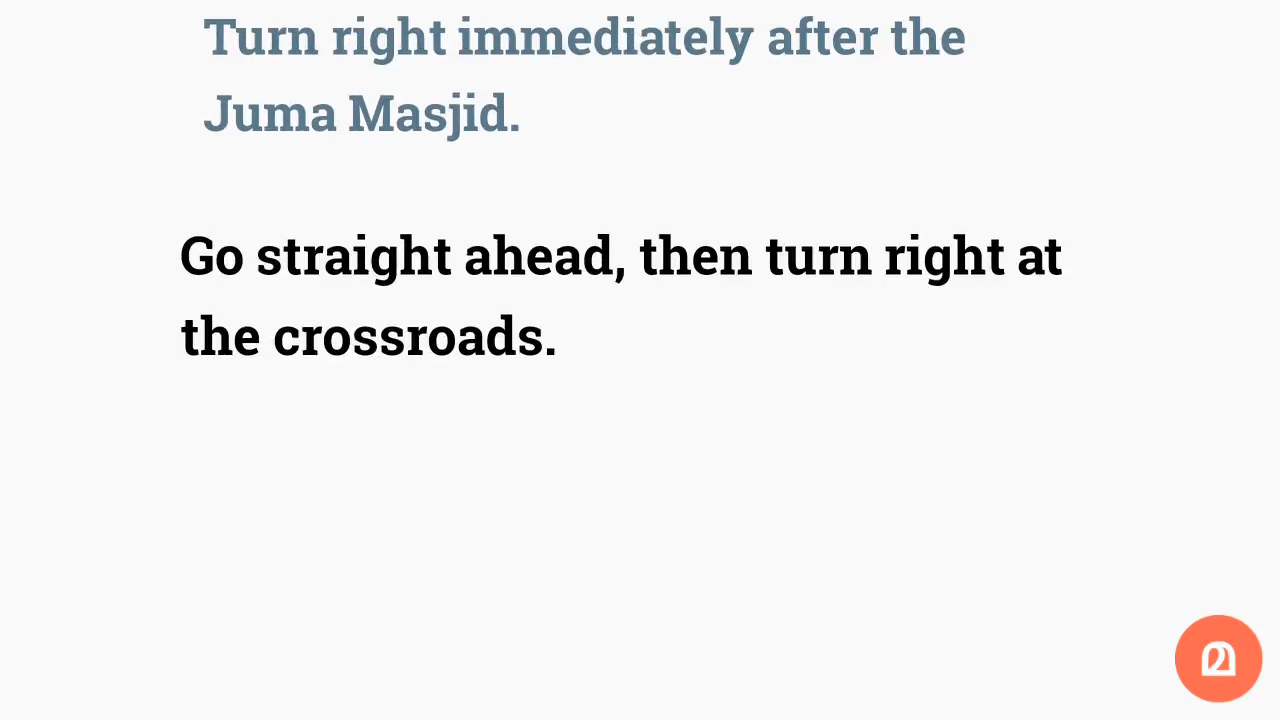 Turn right immediately after the
Juma Masjid.
Go straight ahead, then turn right at
the crossroads.
മ